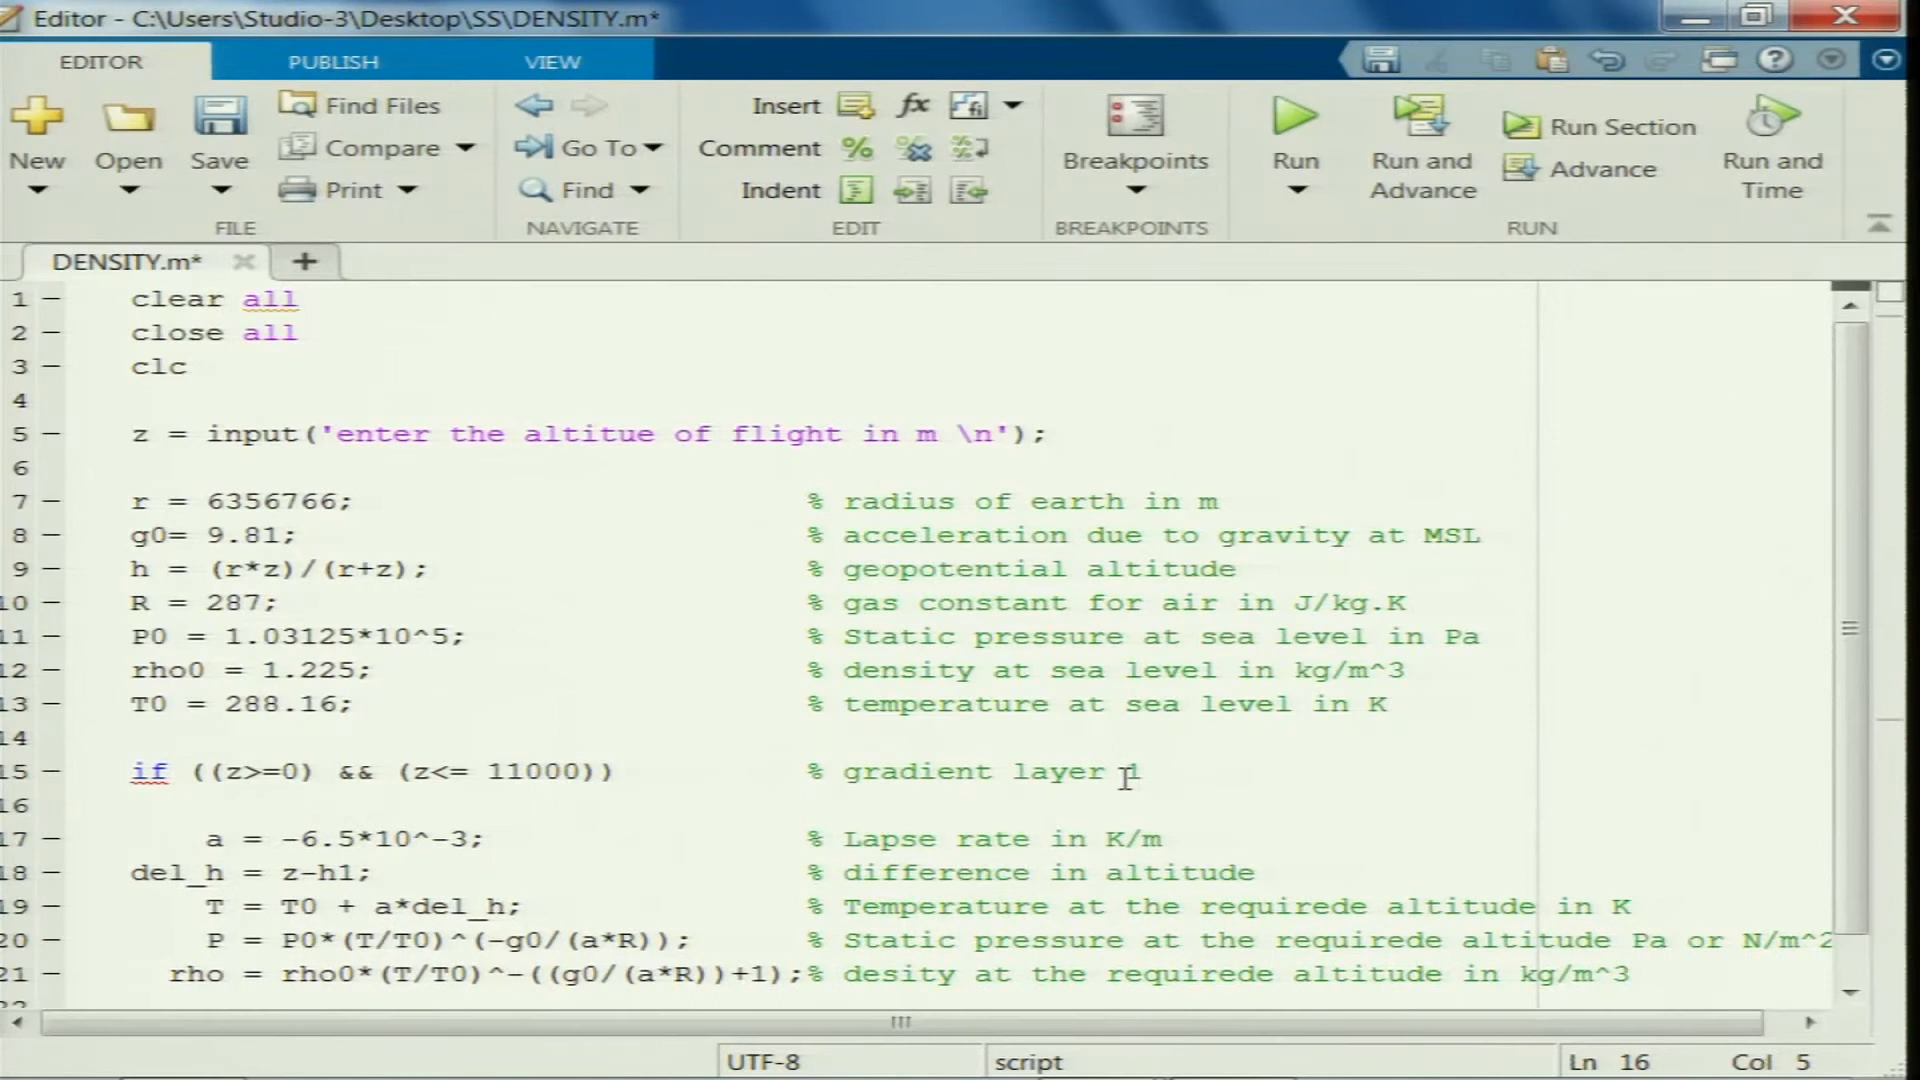 Editor - C:\Users\Studio-3\Desktop\SS\DENSITY.m*
EDITOR PUBLISH VIEW
New Open Save Find Files Compare Print FILE
Go To Find NAVIGATE
Insert Comment Indent EDIT
Breakpoints BREAKPOINTS
Run Run and Advance Run Section Advance Run and Time RUN
DENSITY.m*
1 clear all
2 close all
3 clc
4
5 z = input('enter the altitue of flight in m \n');
6
7 r = 6356766; % radius of earth in m
8 g0= 9.81; % acceleration due to gravity at MSL
9 h = (r*z)/(r+z); % geopotential altitude
10 R = 287; % gas constant for air in J/kg.K
11 P0 = 1.03125*10^5; % Static pressure at sea level in Pa
12 rho0 = 1.225; % density at sea level in kg/m^3
13 T0 = 288.16; % temperature at sea level in K
14
15 if ((z>=0) && (z<= 11000)) % gradient layer 1
16
17 a = -6.5*10^-3; % Lapse rate in K/m
18 del_h = z-h1; % difference in altitude
19 T = T0 + a*del_h; % Temperature at the requirede altitude in K
20 P = P0*(T/T0)^(-g0/(a*R)); % Static pressure at the requirede altitude Pa or N/m^2
21 rho = rho0*(T/T0)^-((g0/(a*R))+1);% desity at the requirede altitude in kg/m^3
UTF-8 script Ln 16 Col 5